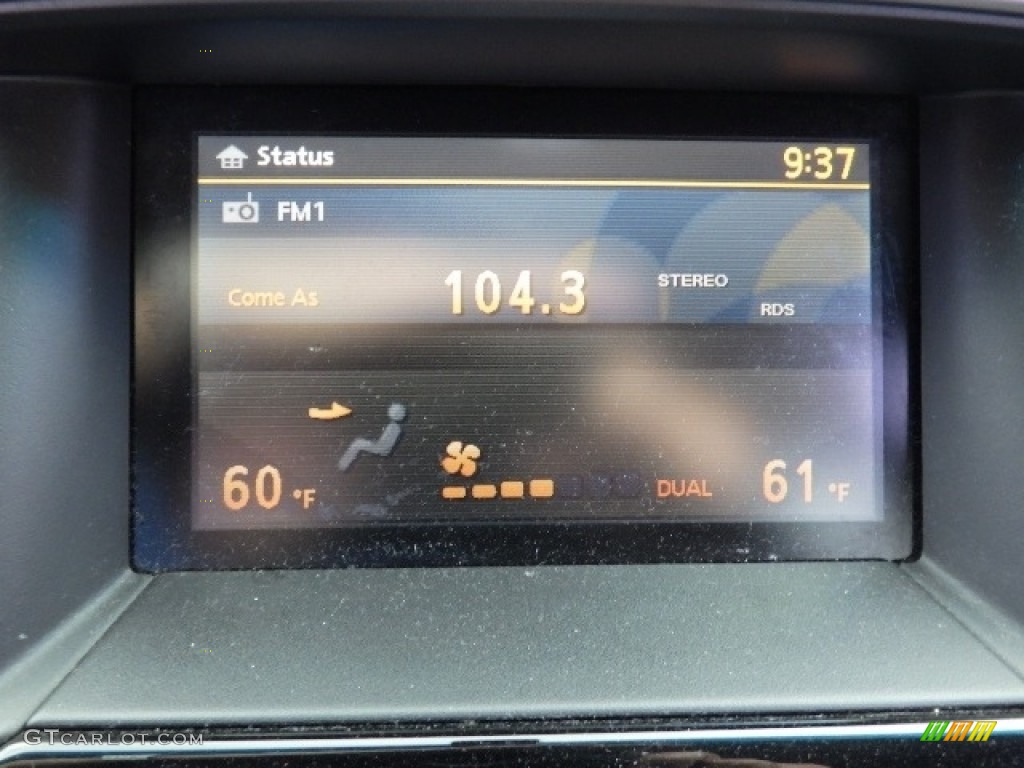 Status 9:37
FM1
Come As 104.3 STEREO
RDS
60 °F DUAL 61 °F
GTCARLOT.COM